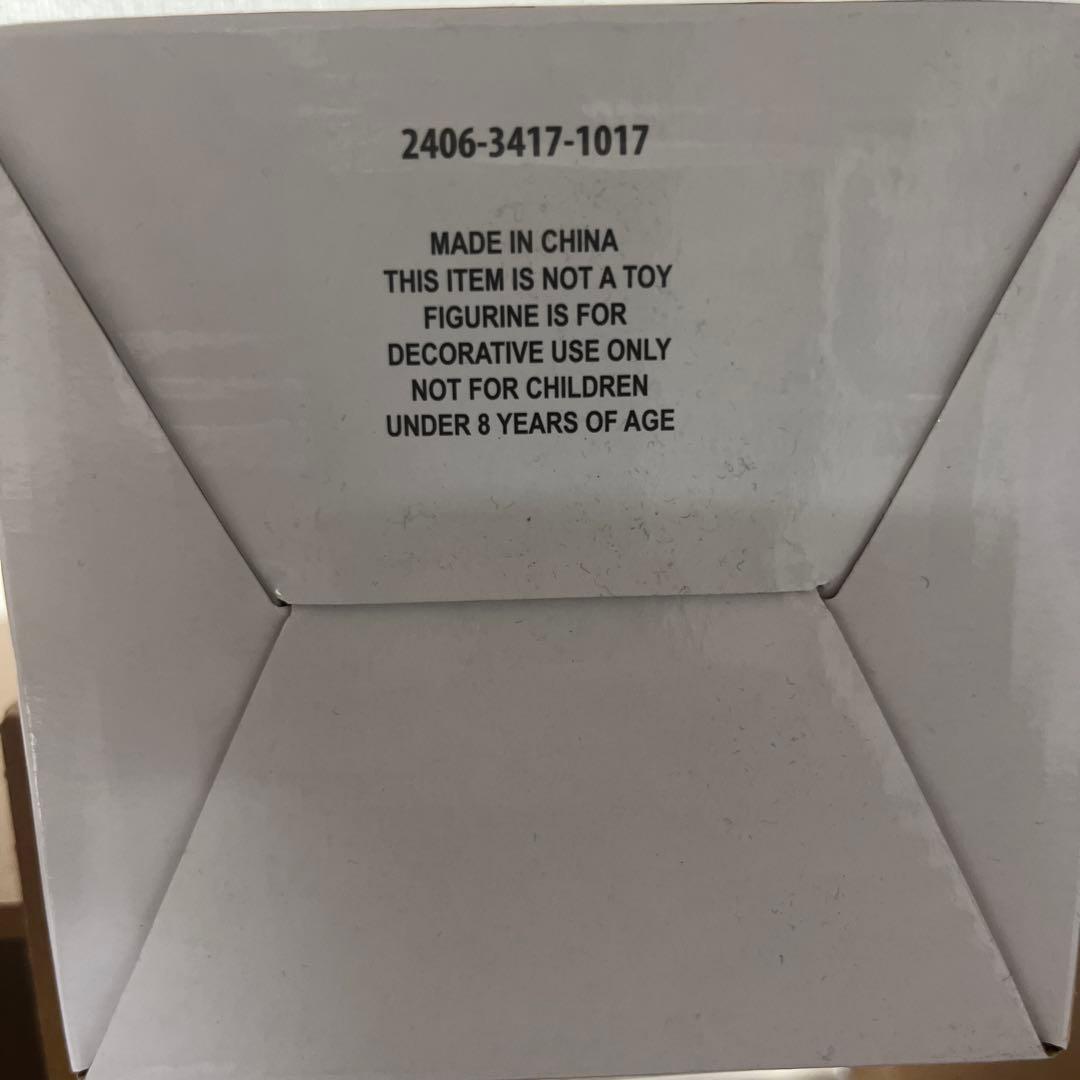 2406-3417-1017
MADE IN CHINA
THIS ITEM IS NOT A TOY
FIGURINE IS FOR
DECORATIVE USE ONLY
NOT FOR CHILDREN
UNDER 8 YEARS OF AGE